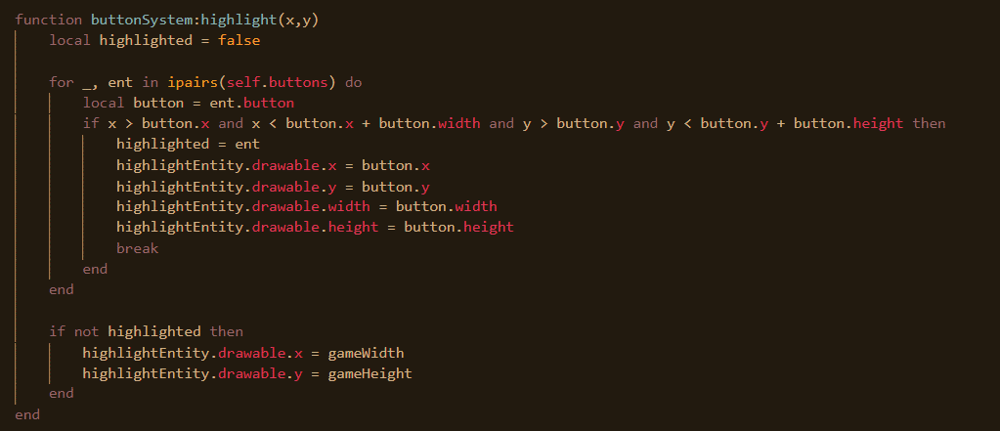 function buttonSystem:highlight(x,y)
    local highlighted = false

    for _, ent in ipairs(self.buttons) do
        local button = ent.button
        if x > button.x and x < button.x + button.width and y > button.y and y < button.y + button.height then
            highlighted = ent
            highlightEntity.drawable.x = button.x
            highlightEntity.drawable.y = button.y
            highlightEntity.drawable.width = button.width
            highlightEntity.drawable.height = button.height
            break
        end
    end

    if not highlighted then
        highlightEntity.drawable.x = gameWidth
        highlightEntity.drawable.y = gameHeight
    end
end